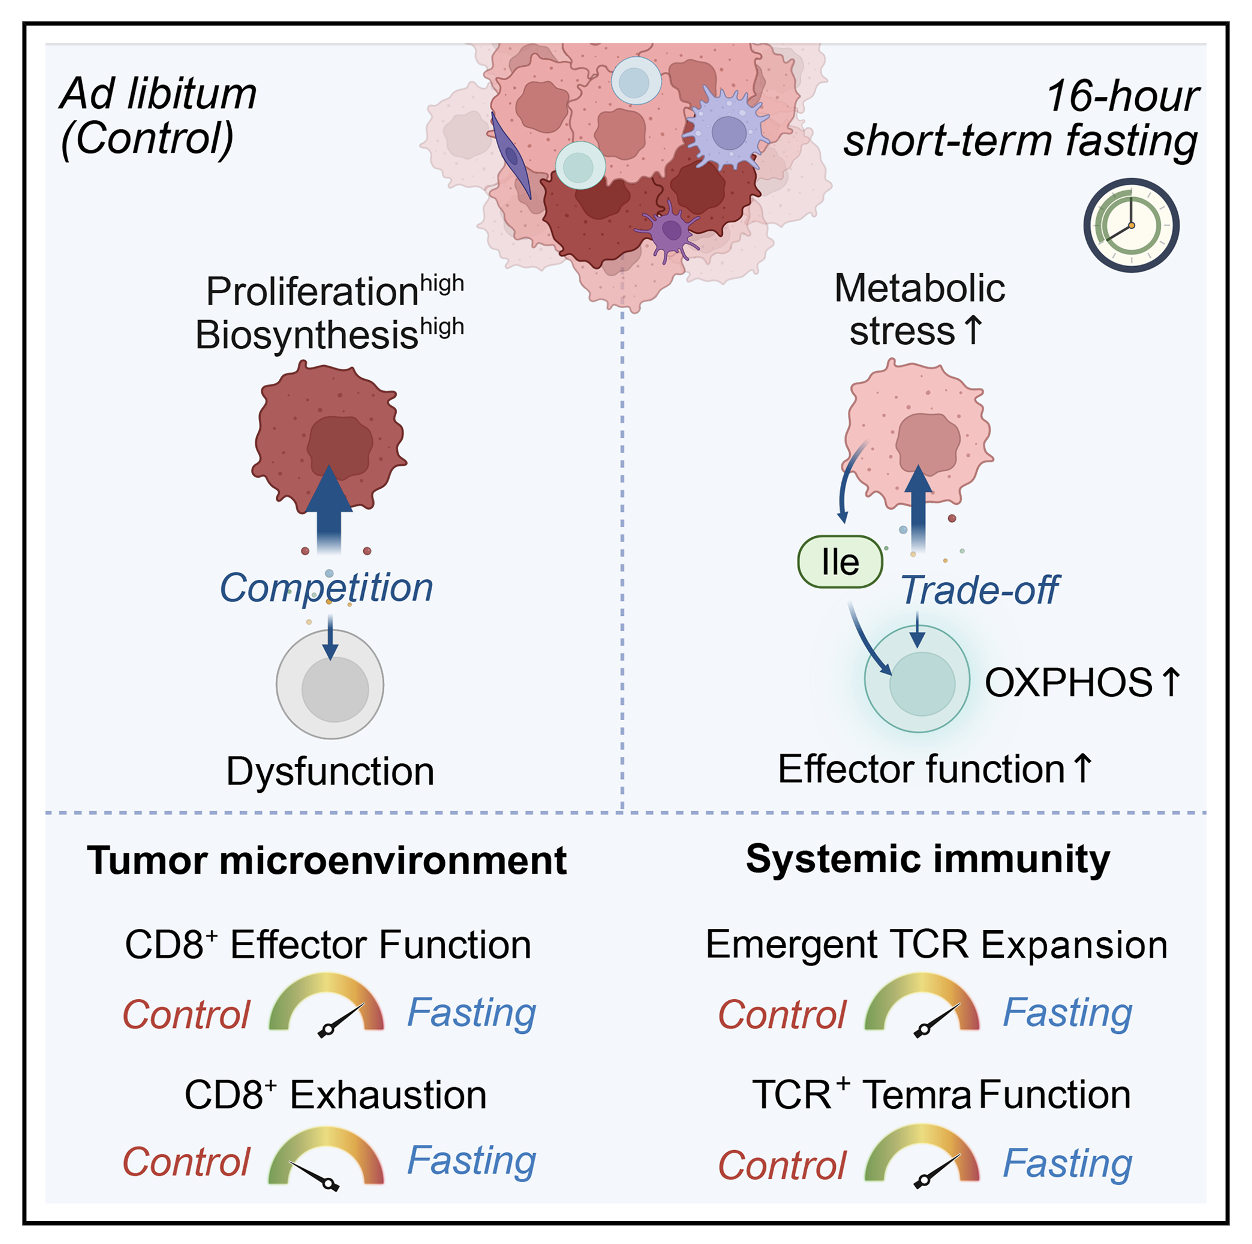 Ad libitum
(Control)
16-hour
short-term fasting
Proliferation^high
Biosynthesis^high
Metabolic
stress↑
Competition
Ile
Trade-off
OXPHOS↑
Dysfunction
Effector function↑
Tumor microenvironment
CD8⁺ Effector Function
Control Fasting
CD8⁺ Exhaustion
Control Fasting
Systemic immunity
Emergent TCR Expansion
Control Fasting
TCR⁺ Temra Function
Control Fasting